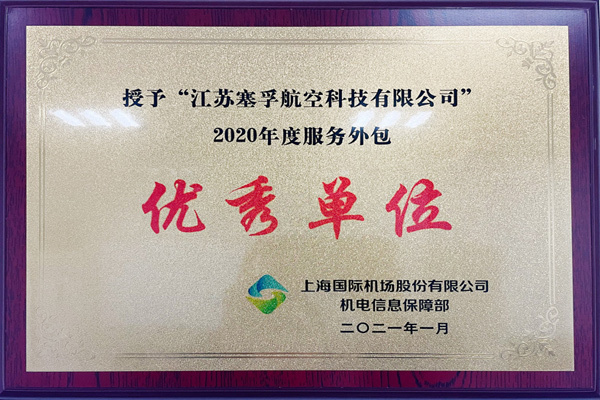 授予“江苏塞孚航空科技有限公司”
2020年度服务外包
优秀单位
上海国际机场股份有限公司
机电信息保障部
二〇二一年一月